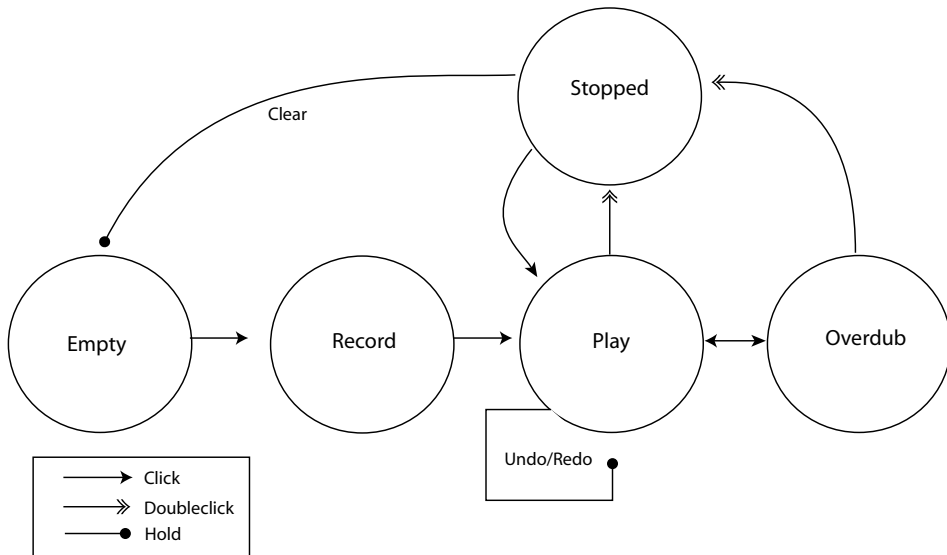 Stopped
Clear
Empty
Record
Play
Overdub
Undo/Redo
Click
Doubleclick
Hold